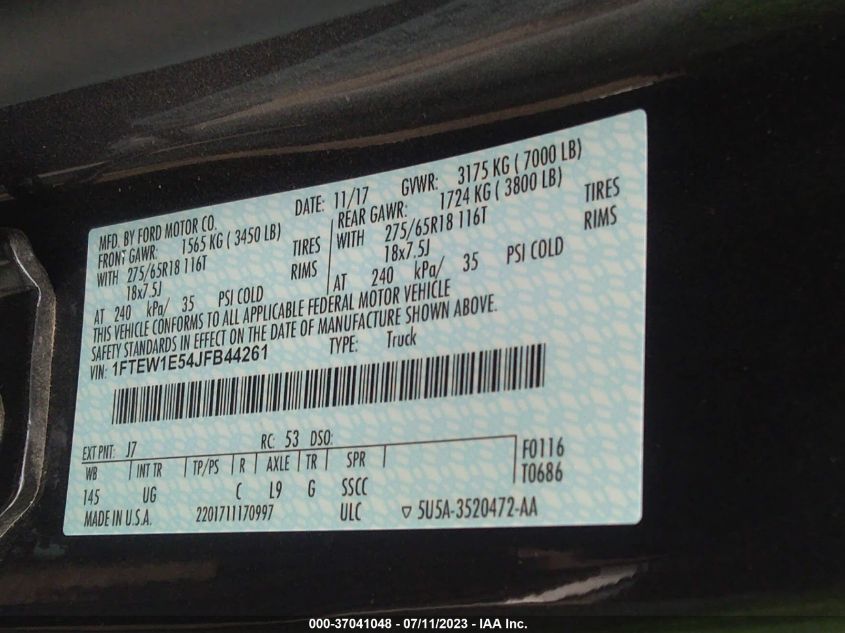 MFD. BY FORD MOTOR CO. DATE: 11/17 GVWR: 3175 KG ( 7000 LB)
FRONT GAWR: 1565 KG ( 3450 LB) REAR GAWR: 1724 KG ( 3800 LB)
WITH 275/65R18 116T TIRES WITH 275/65R18 116T TIRES
18x7.5J RIMS 18x7.5J RIMS
AT 240 kPa/ 35 PSI COLD AT 240 kPa/ 35 PSI COLD
THIS VEHICLE CONFORMS TO ALL APPLICABLE FEDERAL MOTOR VEHICLE
SAFETY STANDARDS IN EFFECT ON THE DATE OF MANUFACTURE SHOWN ABOVE.
VIN: 1FTEW1E54JFB44261 TYPE: Truck
EXT PNT: J7 RC: 53 DSO: F0116
WB INT TR TP/PS R AXLE TR SPR T0686
145 UG C L9 G SSCC
MADE IN U.S.A. 2201711170997 ULC ▽ 5U5A-3520472-AA
000-37041048 - 07/11/2023 - IAA Inc.